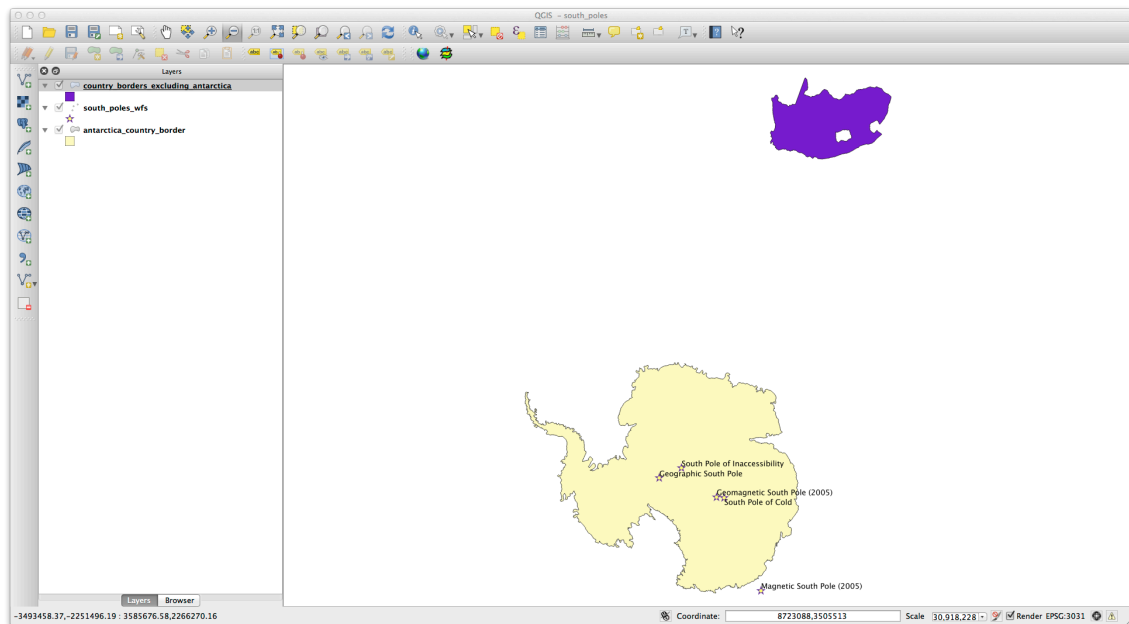 QGIS - south_poles
Layers
country_borders_excluding_antarctica
south_poles_wfs
antarctica_country_border
South Pole of Inaccessibility
Geographic South Pole
Geomagnetic South Pole (2005)
South Pole of Cold
Magnetic South Pole (2005)
Layers Browser
-3493458.37,-2251496.19 : 3585676.58,2266270.16 Coordinate: 8723088,3505513 Scale 30,918,228 Render EPSG:3031